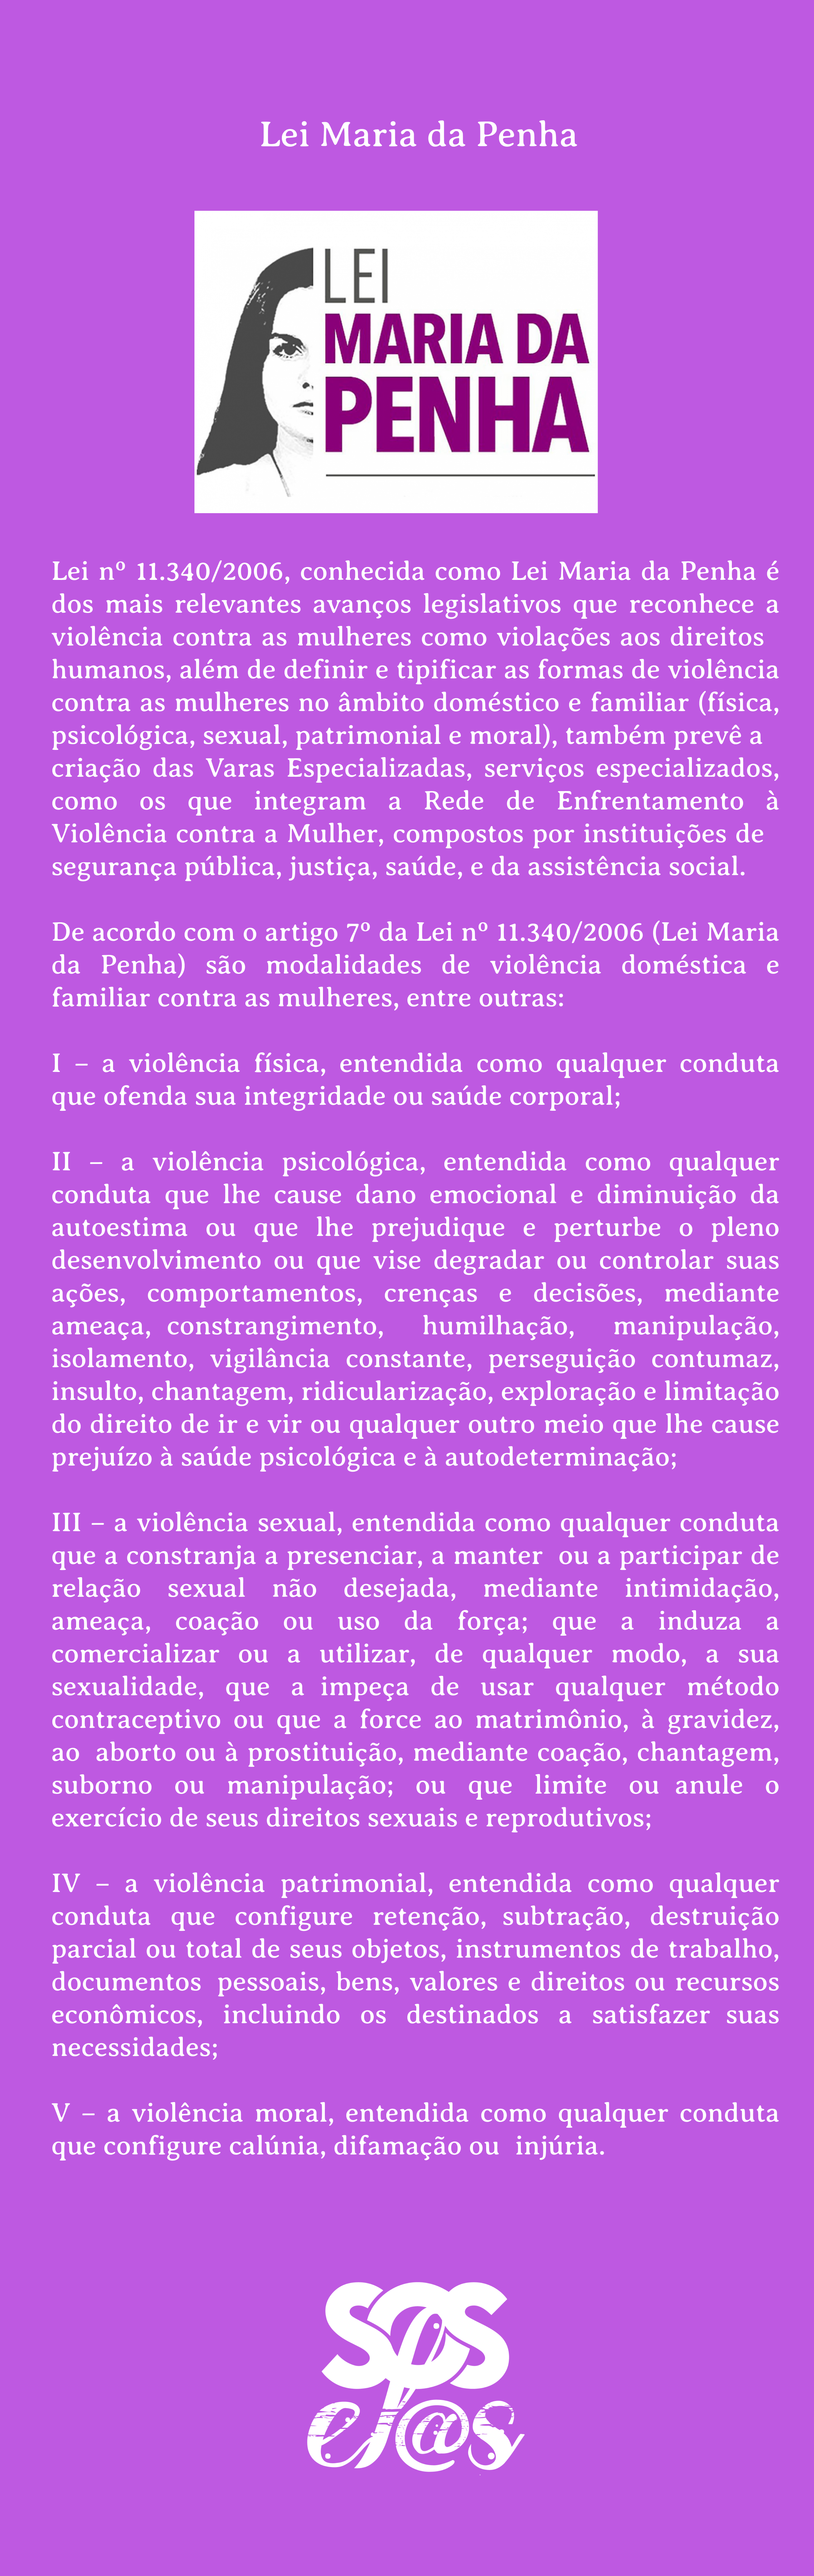 Lei Maria da Penha
LEI
MARIA DA
PENHA
Lei nº 11.340/2006, conhecida como Lei Maria da Penha é
dos mais relevantes avanços legislativos que reconhece a
violência contra as mulheres como violações aos direitos
humanos, além de definir e tipificar as formas de violência
contra as mulheres no âmbito doméstico e familiar (física,
psicológica, sexual, patrimonial e moral), também prevê a
criação das Varas Especializadas, serviços especializados,
como os que integram a Rede de Enfrentamento à
Violência contra a Mulher, compostos por instituições de
segurança pública, justiça, saúde, e da assistência social.
De acordo com o artigo 7º da Lei nº 11.340/2006 (Lei Maria
da Penha) são modalidades de violência doméstica e
familiar contra as mulheres, entre outras:
I – a violência física, entendida como qualquer conduta
que ofenda sua integridade ou saúde corporal;
II – a violência psicológica, entendida como qualquer
conduta que lhe cause dano emocional e diminuição da
autoestima ou que lhe prejudique e perturbe o pleno
desenvolvimento ou que vise degradar ou controlar suas
ações, comportamentos, crenças e decisões, mediante
ameaça, constrangimento, humilhação, manipulação,
isolamento, vigilância constante, perseguição contumaz,
insulto, chantagem, ridicularização, exploração e limitação
do direito de ir e vir ou qualquer outro meio que lhe cause
prejuízo à saúde psicológica e à autodeterminação;
III – a violência sexual, entendida como qualquer conduta
que a constranja a presenciar, a manter ou a participar de
relação sexual não desejada, mediante intimidação,
ameaça, coação ou uso da força; que a induza a
comercializar ou a utilizar, de qualquer modo, a sua
sexualidade, que a impeça de usar qualquer método
contraceptivo ou que a force ao matrimônio, à gravidez,
ao aborto ou à prostituição, mediante coação, chantagem,
suborno ou manipulação; ou que limite ou anule o
exercício de seus direitos sexuais e reprodutivos;
IV – a violência patrimonial, entendida como qualquer
conduta que configure retenção, subtração, destruição
parcial ou total de seus objetos, instrumentos de trabalho,
documentos pessoais, bens, valores e direitos ou recursos
econômicos, incluindo os destinados a satisfazer suas
necessidades;
V – a violência moral, entendida como qualquer conduta
que configure calúnia, difamação ou injúria.
SOS
el@s